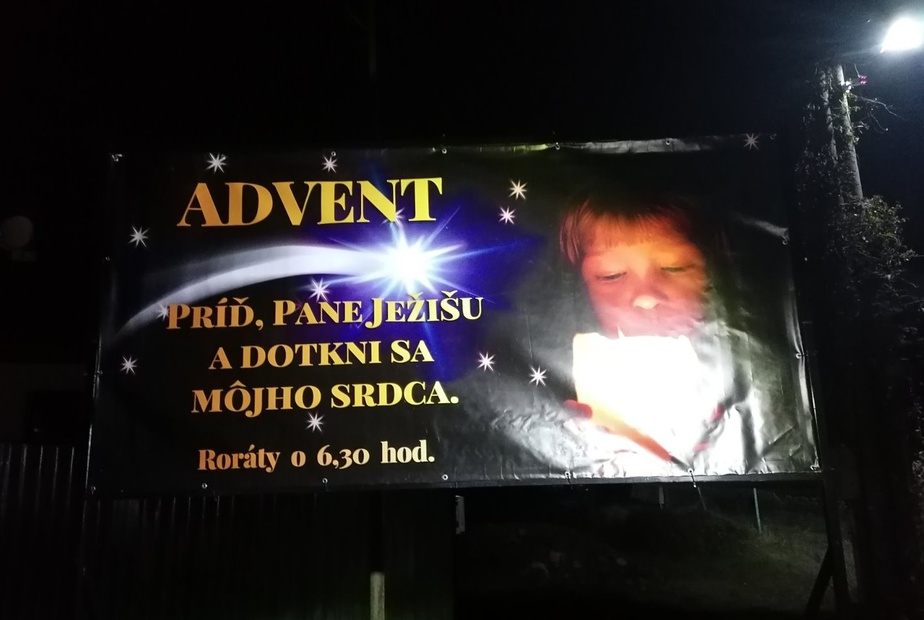 ADVENT
PRÍĎ, PANE JEŽIŠU
A DOTKNI SA
MÔJHO SRDCA.
Roráty o 6,30 hod.